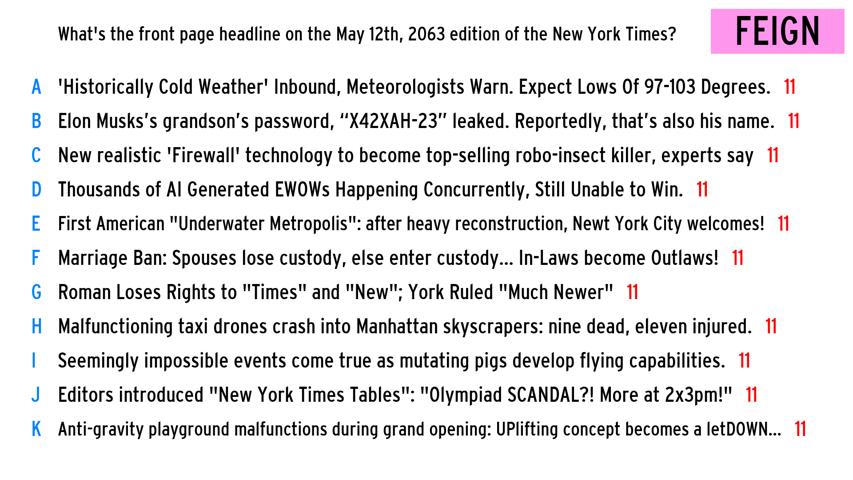 What's the front page headline on the May 12th, 2063 edition of the New York Times?
FEIGN
A 'Historically Cold Weather' Inbound, Meteorologists Warn. Expect Lows Of 97-103 Degrees. 11
B Elon Musks's grandson's password, “X42XAH-23” leaked. Reportedly, that's also his name. 11
C New realistic 'Firewall' technology to become top-selling robo-insect killer, experts say 11
D Thousands of AI Generated EWOWs Happening Concurrently, Still Unable to Win. 11
E First American "Underwater Metropolis": after heavy reconstruction, Newt York City welcomes! 11
F Marriage Ban: Spouses lose custody, else enter custody... In-Laws become Outlaws! 11
G Roman Loses Rights to "Times" and "New"; York Ruled "Much Newer" 11
H Malfunctioning taxi drones crash into Manhattan skyscrapers: nine dead, eleven injured. 11
I Seemingly impossible events come true as mutating pigs develop flying capabilities. 11
J Editors introduced "New York Times Tables": "Olympiad SCANDAL?! More at 2x3pm!" 11
K Anti-gravity playground malfunctions during grand opening: UPlifting concept becomes a letDOWN... 11